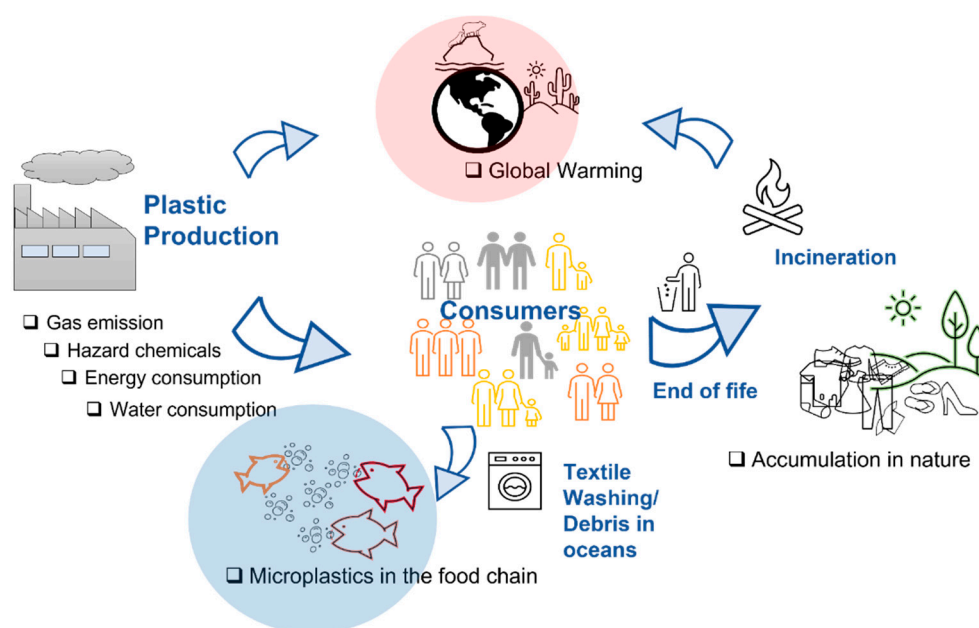 ❑ Global Warming
Plastic
Production
Incineration
Consumers
❑ Gas emission
❑ Hazard chemicals
❑ Energy consumption
❑ Water consumption
End of fife
❑ Accumulation in nature
Textile
Washing/
Debris in
oceans
❑ Microplastics in the food chain